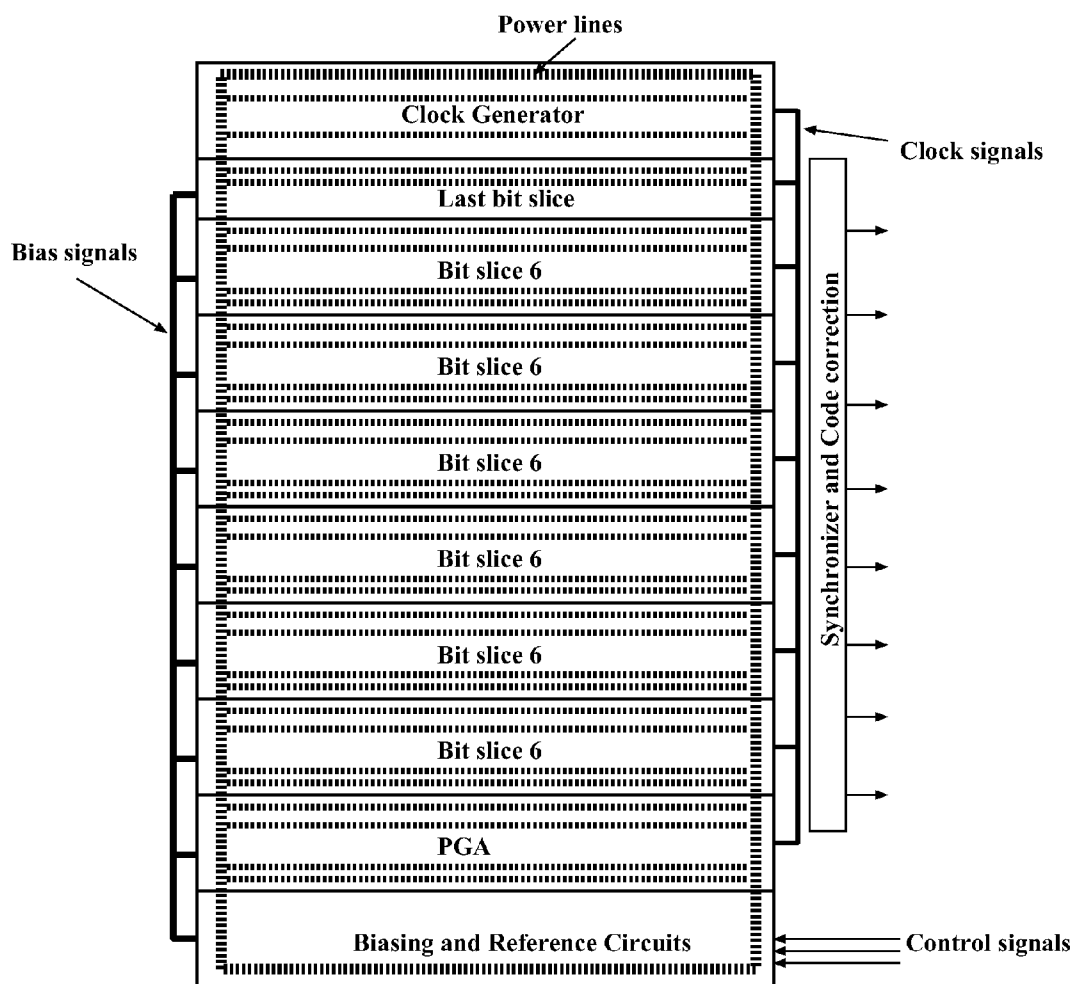 Power lines
Clock Generator
Clock signals
Last bit slice
Bias signals
Bit slice 6
Bit slice 6
Bit slice 6
Bit slice 6
Bit slice 6
Bit slice 6
Synchronizer and Code correction
PGA
Biasing and Reference Circuits
Control signals